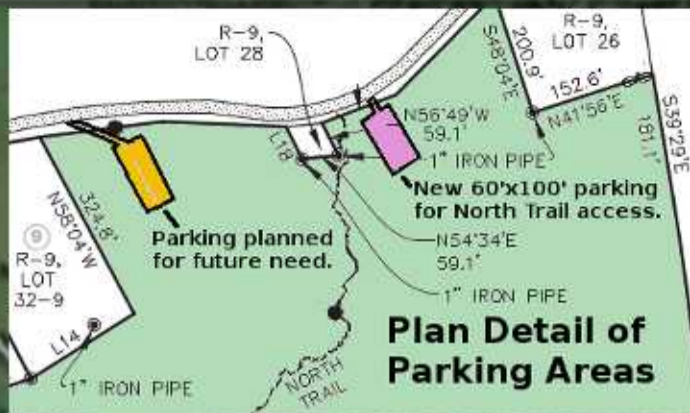 R-9,
LOT 28
R-9,
LOT 26
200.9'
S48°04'E
152.6'
N41°56'E
S39°29'E
181.1'
N56°49'W
59.1'
L18
1" IRON PIPE
New 60'x100' parking
for North Trail access.
324.8'
N58°04'W
9
R-9,
LOT
32-9
Parking planned
for future need.
N54°34'E
59.1'
1" IRON PIPE
L14
1" IRON PIPE
NORTH
TRAIL
Plan Detail of
Parking Areas